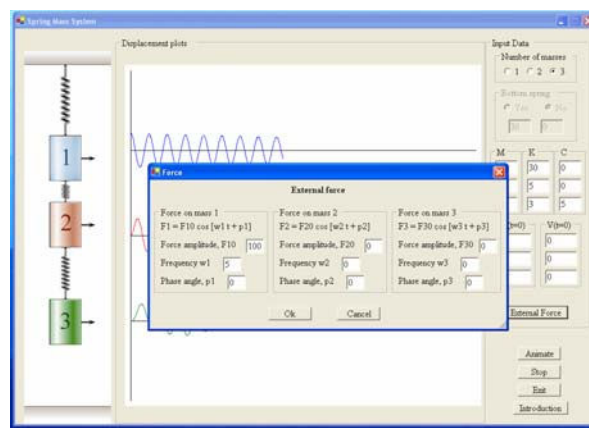 Spring Mass System
Displacement plots
Input Data
Number of masses
1 2 3
Bottom spring
Yes No
M K C
30 0
5 0
3 5
(t=0) V(t=0)
0
0
0
External Force
Animate
Stop
Exit
Introduction
1
2
3
Force
External force
Force on mass 1
F1 = F10 cos [w1 t + p1]
Force amplitude, F10 100
Frequency w1 5
Phase angle, p1 0
Force on mass 2
F2 = F20 cos [w2 t + p2]
Force amplitude, F20 0
Frequency w2 0
Phase angle, p2 0
Force on mass 3
F3 = F30 cos [w3 t + p3]
Force amplitude, F30 0
Frequency w3 0
Phase angle, p3 0
Ok Cancel